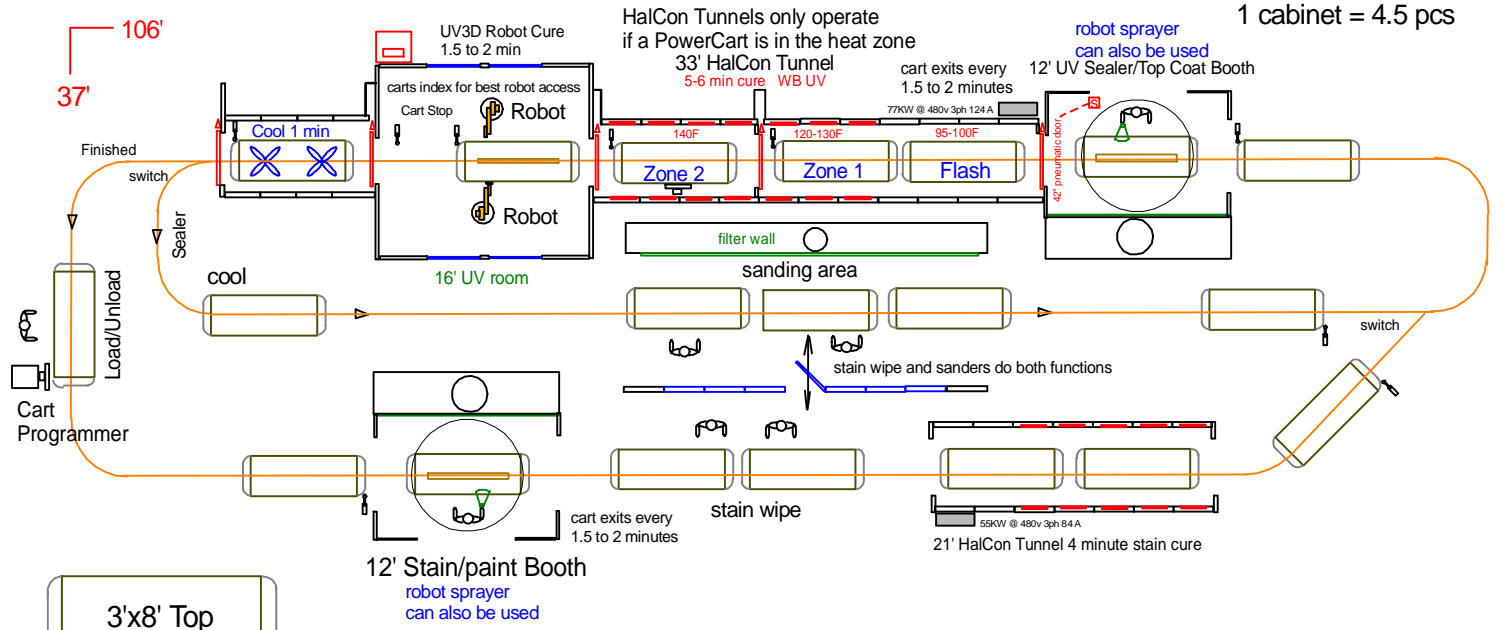 106'
37'
UV3D Robot Cure
1.5 to 2 min
HalCon Tunnels only operate
if a PowerCart is in the heat zone
33' HalCon Tunnel
5-6 min cure WB UV
1 cabinet = 4.5 pcs
robot sprayer
can also be used
12' UV Sealer/Top Coat Booth
cart exits every
1.5 to 2 minutes
77KW @ 480v 3ph 124 A
carts index for best robot access
Cart Stop
Robot
Cool 1 min
140F
120-130F
95-100F
42' pneumatic door
S
Finished
switch
Zone 2
Zone 1
Flash
Robot
Sealer
filter wall
16' UV room
sanding area
cool
Load/Unload
switch
stain wipe and sanders do both functions
Cart
Programmer
stain wipe
cart exits every
1.5 to 2 minutes
55KW @ 480v 3ph 84 A
21' HalCon Tunnel 4 minute stain cure
12' Stain/paint Booth
robot sprayer
can also be used
3'x8' Top